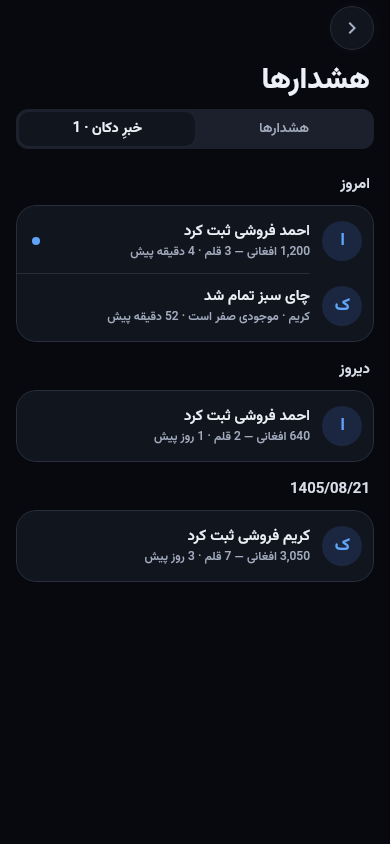 هشدارها
هشدارها
خبرِ دکان · 1
امروز
ا
احمد فروشی ثبت کرد
1,200 افغانی — 3 قلم · 4 دقیقه پیش
ک
چای سبز تمام شد
کریم · موجودی صفر است · 52 دقیقه پیش
دیروز
ا
احمد فروشی ثبت کرد
640 افغانی — 2 قلم · 1 روز پیش
1405/08/21
ک
کریم فروشی ثبت کرد
3,050 افغانی — 7 قلم · 3 روز پیش